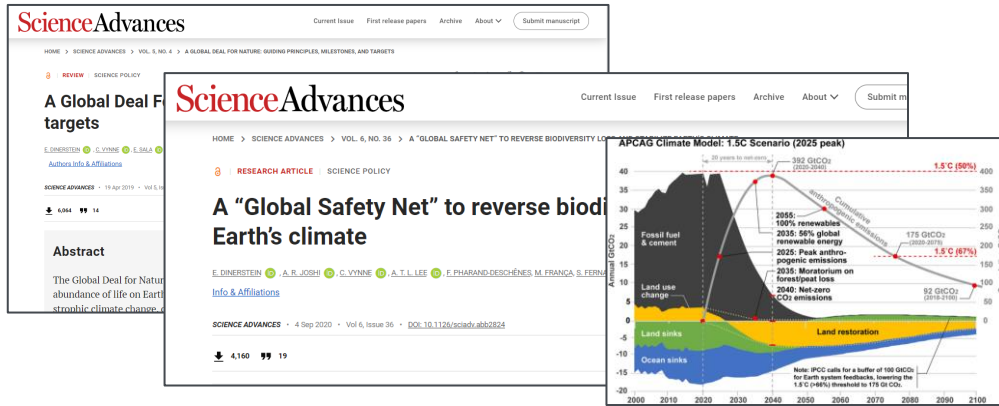 Science Advances
Current Issue First release papers Archive About Submit manuscript
HOME > SCIENCE ADVANCES > VOL. 5, NO. 4 > A GLOBAL DEAL FOR NATURE: GUIDING PRINCIPLES, MILESTONES, AND TARGETS
REVIEW SCIENCE POLICY
A Global Deal F
targets
E. DINERSTEIN , C. VYNNE , E. SALA
Authors Info & Affiliations
SCIENCE ADVANCES • 19 Apr 2019 • Vol 5,
6,064 14
Abstract
The Global Deal for Natur
abundance of life on Earth
strophic climate change,
Science Advances
Current Issue First release papers Archive About Submit m
HOME > SCIENCE ADVANCES > VOL. 6, NO. 36 > A "GLOBAL SAFETY NET" TO REVERSE BIODIVERSITY LOSS AND STABILIZE EARTH'S CLIMATE
RESEARCH ARTICLE SCIENCE POLICY
A “Global Safety Net” to reverse biodi
Earth’s climate
E. DINERSTEIN , A. R. JOSHI , C. VYNNE , A. T. L. LEE , F. PHARAND-DESCHÊNES, M. FRANÇA, S. FERNA
Info & Affiliations
SCIENCE ADVANCES • 4 Sep 2020 • Vol 6, Issue 36 • DOI: 10.1126/sciadv.abb2824
4,160 19
APCAG Climate Model: 1.5C Scenario (2025 peak)
20 years to net-zero
392 GtCO2
(2020-2040)
1.5˚C (50%)
Cumulative
anthropogenic emissions
2055:
100% renewables
2035: 56% global
renewable energy
2025: Peak anthro-
pogenic emissions
2035: Moratorium on
forest/peat loss
2040: Net-zero
CO2 emissions
175 GtCO2
(2020-2075)
1.5˚C (67%)
92 GtCO2
(2018-2100)
Fossil fuel
& cement
Land use
change
Land sinks
Ocean sinks
Land restoration
Note: IPCC calls for a buffer of 100 GtCO2
for Earth system feedbacks, lowering the
1.5˚C (>66%) threshold to 175 Gt CO2.
Annual GtCO2
40
35
30
25
20
15
10
5
0
-5
-10
-15
-20
400
350
300
250
200
150
100
50
0
2000 2010 2020 2030 2040 2050 2060 2070 2080 2090 2100